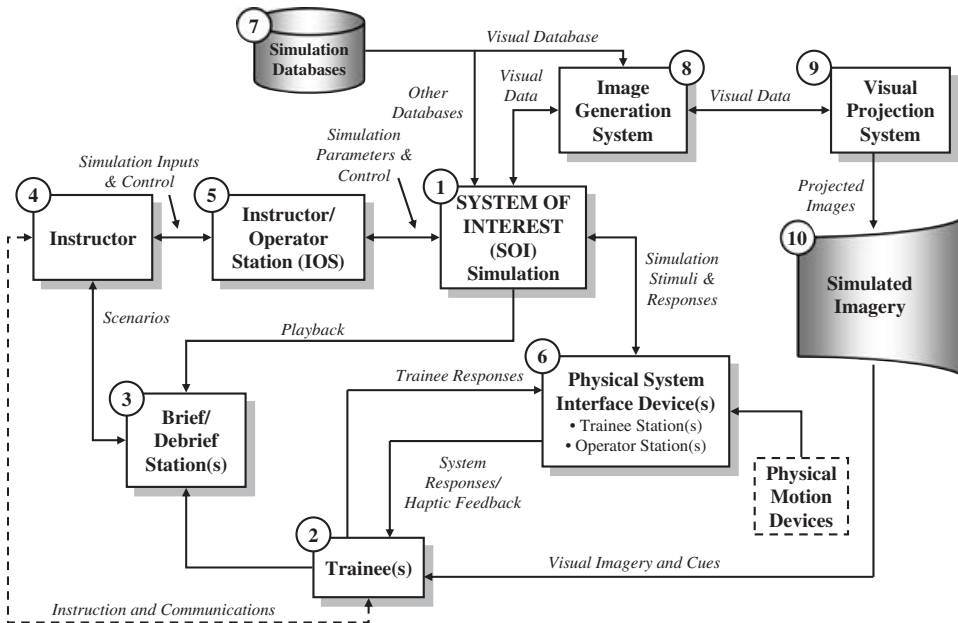 7
Simulation
Databases
Visual Database
Other
Databases
Visual
Data
8
Image
Generation
System
Visual Data
9
Visual
Projection
System
Simulation
Parameters &
Control
Simulation Inputs
& Control
4
Instructor
5
Instructor/
Operator
Station (IOS)
1
SYSTEM OF
INTEREST
(SOI)
Simulation
Projected
Images
10
Simulated
Imagery
Simulation
Stimuli &
Responses
Scenarios
Playback
3
Brief/
Debrief
Station(s)
Trainee Responses
6
Physical System
Interface Device(s)
• Trainee Station(s)
• Operator Station(s)
System
Responses/
Haptic Feedback
Physical
Motion
Devices
2
Trainee(s)
Visual Imagery and Cues
Instruction and Communications